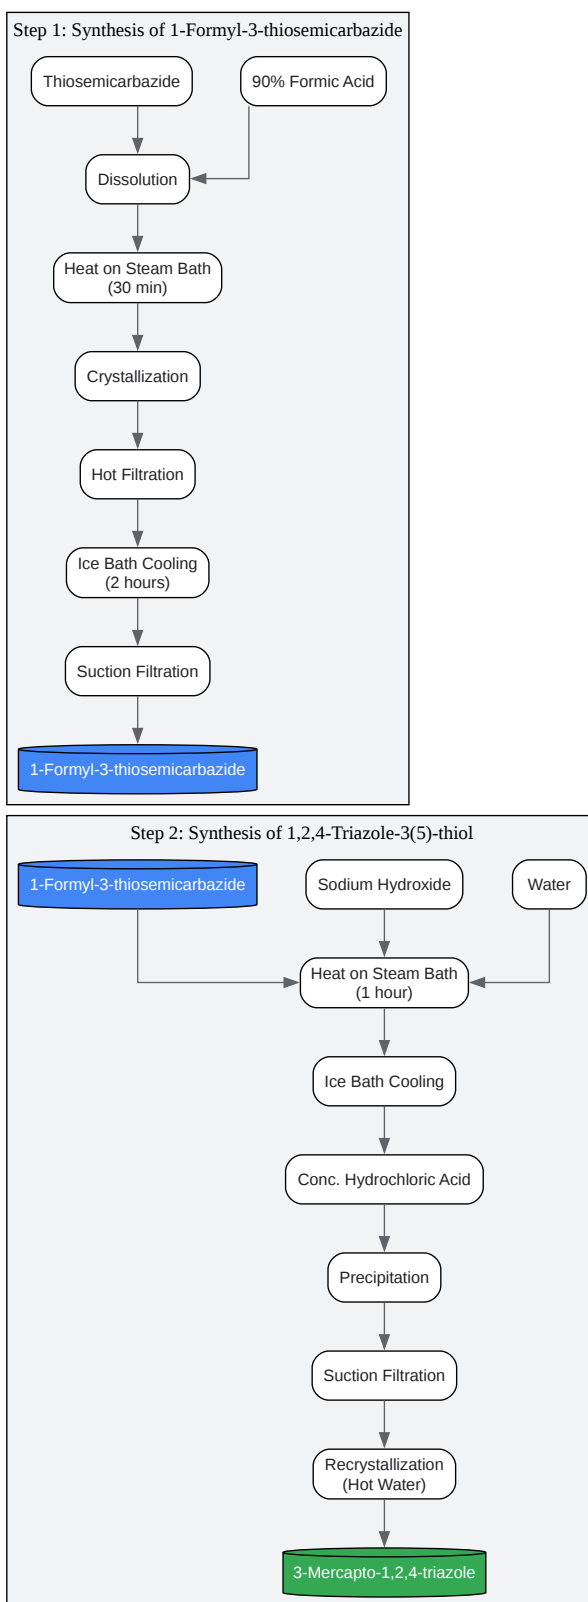 Step 1: Synthesis of 1-Formyl-3-thiosemicarbazide
Thiosemicarbazide
90% Formic Acid
Dissolution
Heat on Steam Bath
(30 min)
Crystallization
Hot Filtration
Ice Bath Cooling
(2 hours)
Suction Filtration
1-Formyl-3-thiosemicarbazide
Step 2: Synthesis of 1,2,4-Triazole-3(5)-thiol
1-Formyl-3-thiosemicarbazide
Sodium Hydroxide
Water
Heat on Steam Bath
(1 hour)
Ice Bath Cooling
Conc. Hydrochloric Acid
Precipitation
Suction Filtration
Recrystallization
(Hot Water)
3-Mercapto-1,2,4-triazole